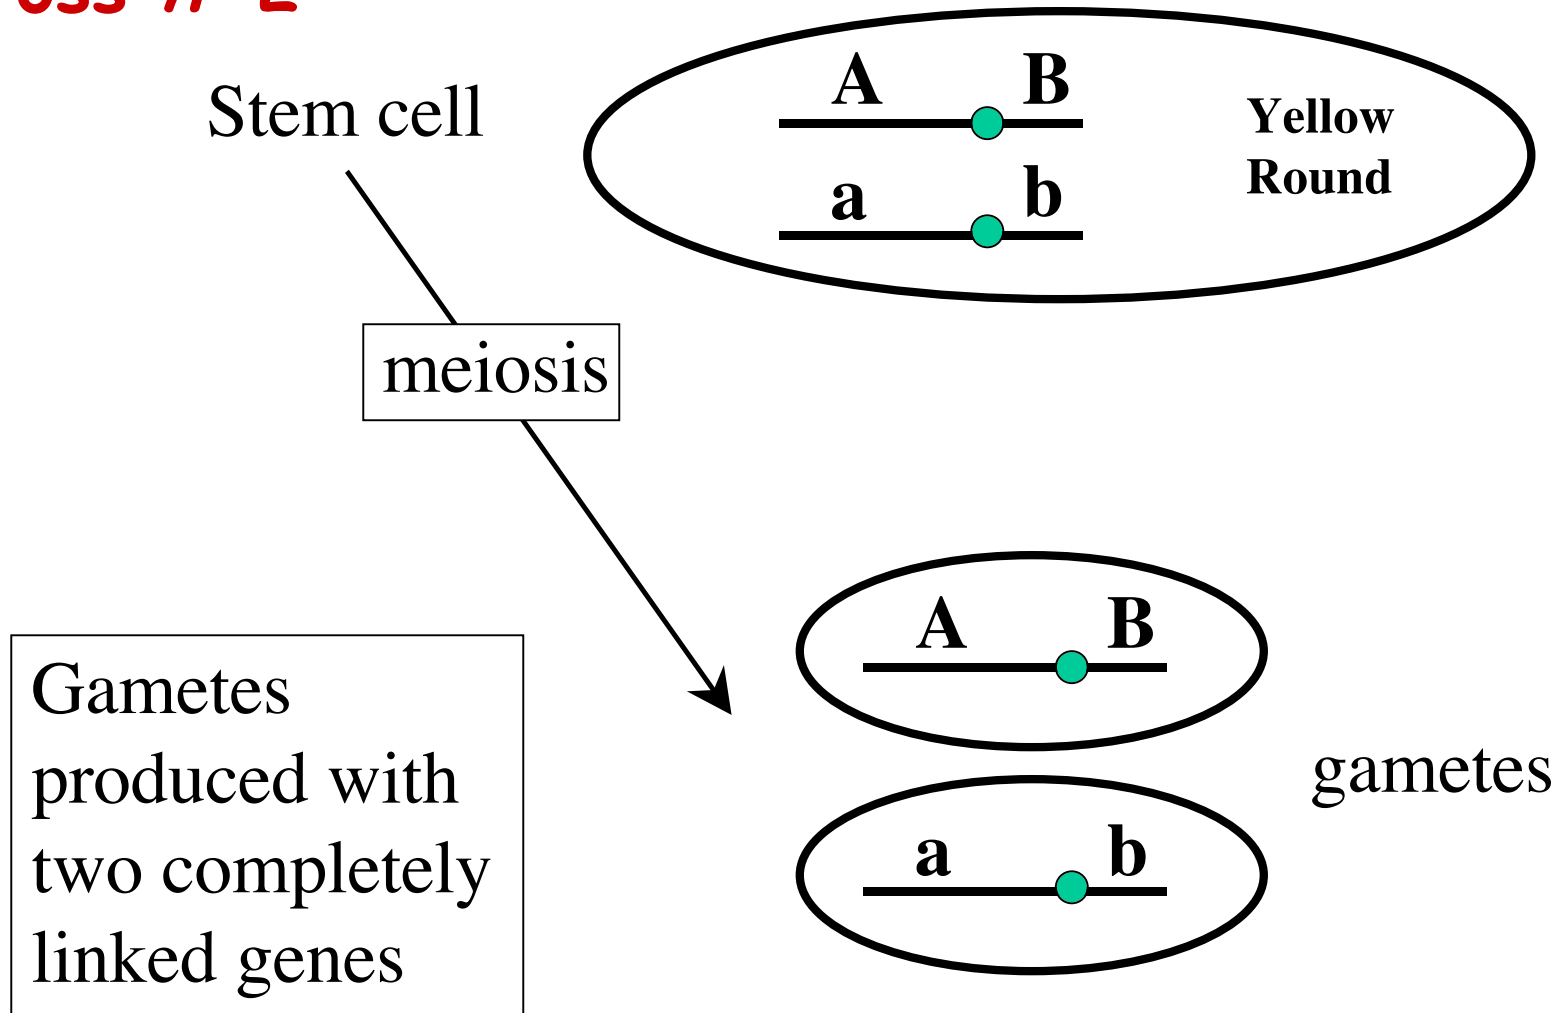 Stem cell
A B
a b
Yellow
Round
meiosis
A B
a b
gametes
Gametes
produced with
two completely
linked genes